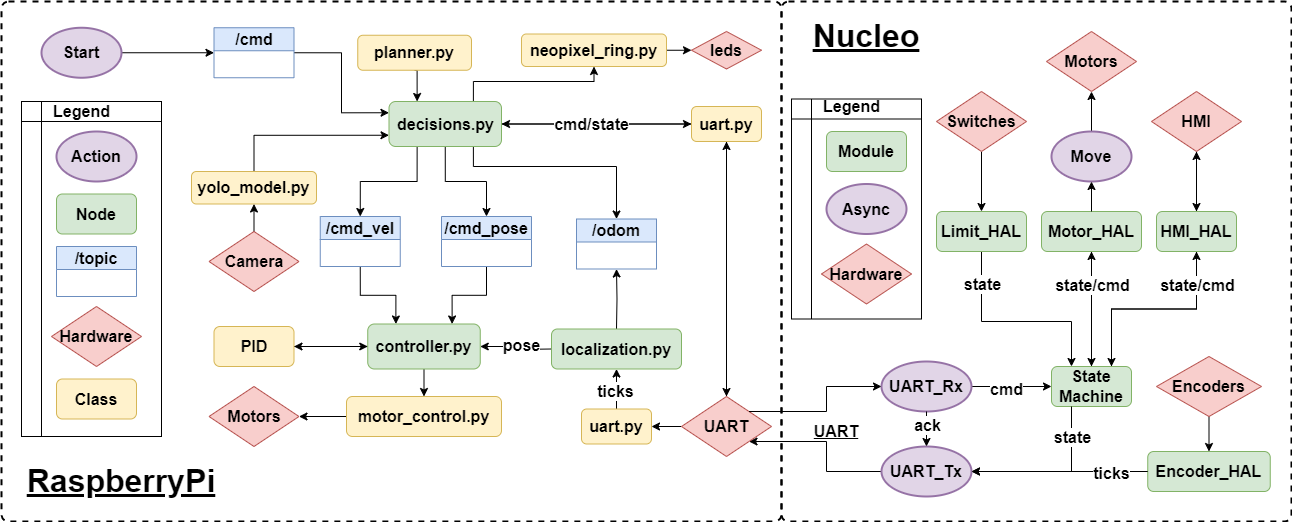 Start
/cmd
planner.py
neopixel_ring.py
leds
Legend
Action
Node
/topic
Hardware
Class
decisions.py
cmd/state
uart.py
yolo_model.py
Camera
/cmd_vel
/cmd_pose
/odom
PID
controller.py
pose
localization.py
ticks
Motors
motor_control.py
uart.py
UART
RaspberryPi
UART
Nucleo
Legend
Module
Async
Hardware
Motors
Switches
HMI
Move
Limit_HAL
Motor_HAL
HMI_HAL
state
state/cmd
state/cmd
UART_Rx
cmd
State
Machine
Encoders
ack
state
UART_Tx
ticks
Encoder_HAL